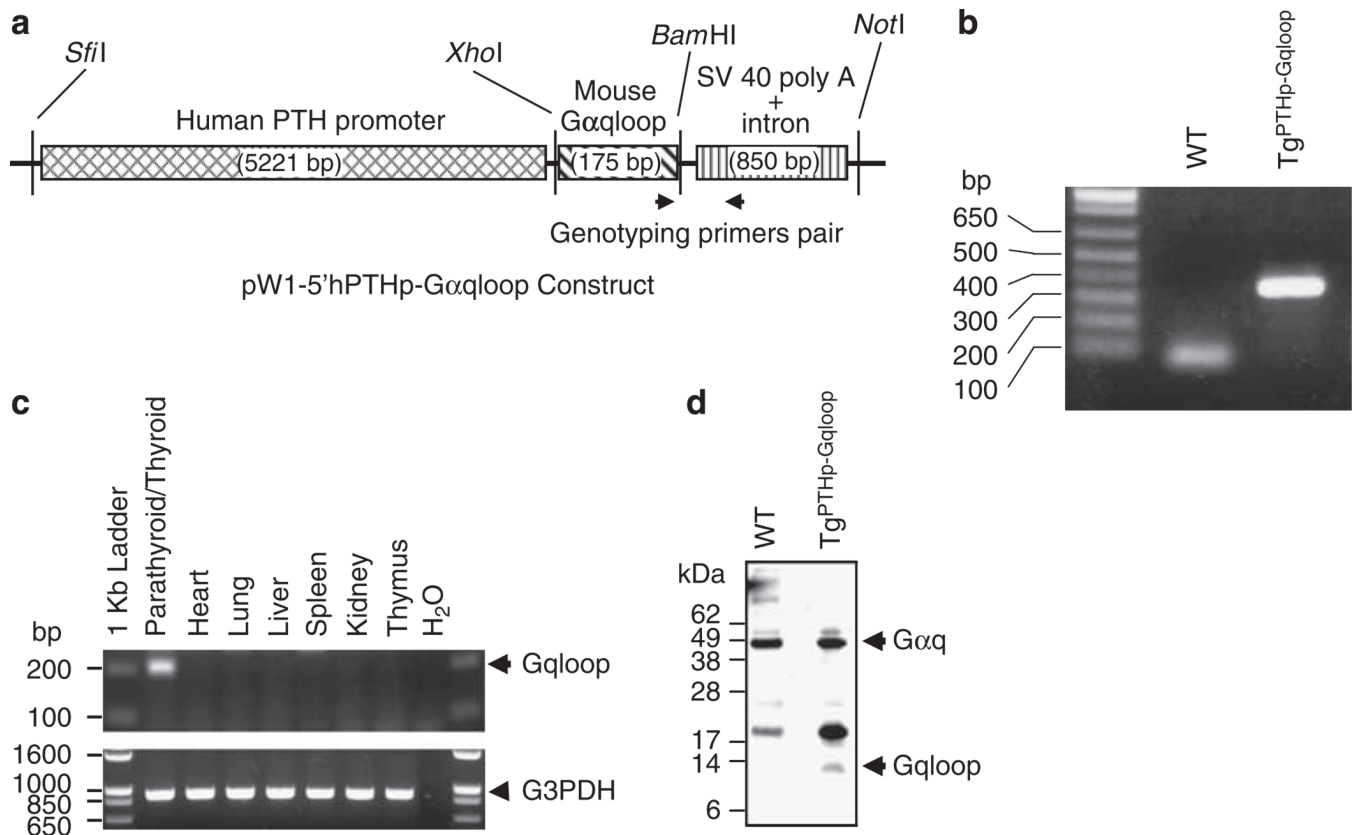 a
SfiI
XhoI
BamHI
NotI
Human PTH promoter
(5221 bp)
Mouse
Gαqloop
(175 bp)
SV 40 poly A
+
intron
(850 bp)
Genotyping primers pair
pW1-5'hPTHp-Gαqloop Construct
b
WT
TgPTHp-Gqloop
bp
650
500
400
300
200
100
c
1 Kb Ladder
Parathyroid/Thyroid
Heart
Lung
Liver
Spleen
Kidney
Thymus
H2O
bp
200
100
Gqloop
1600
1000
850
650
G3PDH
d
WT
TgPTHp-Gqloop
kDa
62
49
38
28
17
14
6
Gαq
Gqloop